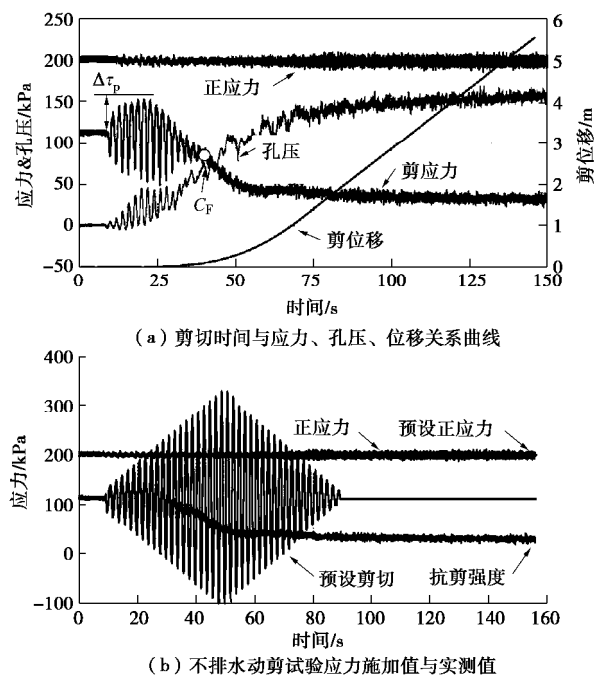 应力&孔压/kPa
200
150
100
50
0
-50
Δτp
正应力
孔压
CF
剪应力
剪位移
6
5
4
3
2
1
0
剪位移/m
0 25 50 75 100 125 150
时间/s
(a) 剪切时间与应力、孔压、位移关系曲线
应力/kPa
400
300
200
100
0
-100
正应力 预设正应力
预设剪切 抗剪强度
0 20 40 60 80 100 120 140 160
时间/s
(b) 不排水动剪试验应力施加值与实测值